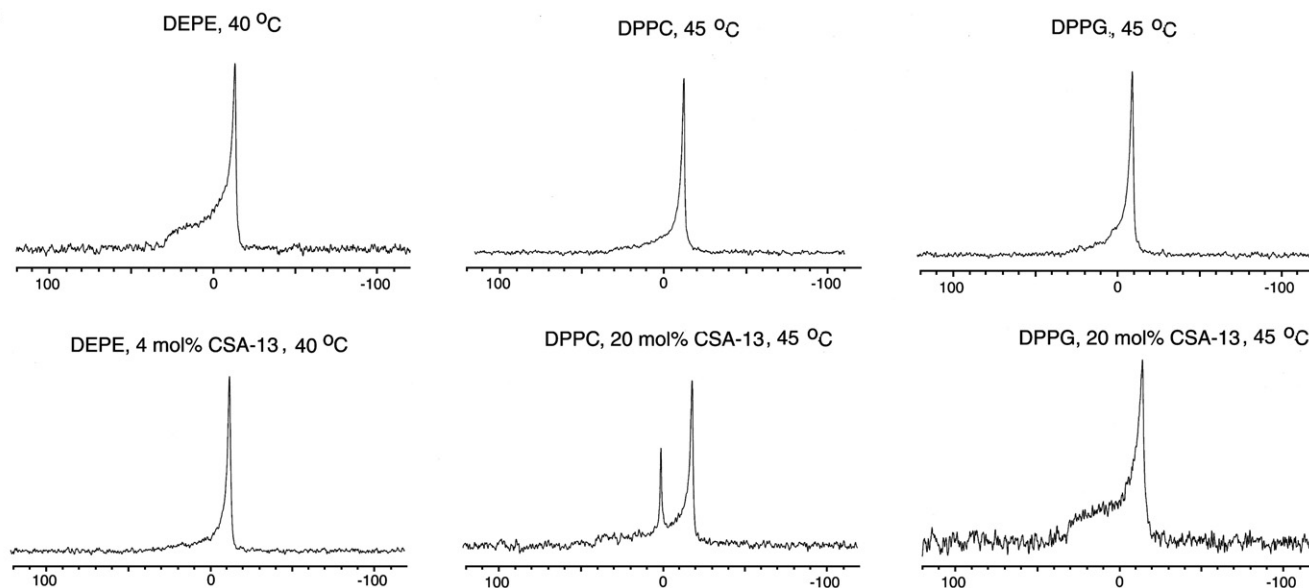 DEPE, 40 °C
DPPC, 45 °C
DPPG, 45 °C
100 0 -100
100 0 -100
100 0 -100
DEPE, 4 mol% CSA-13, 40 °C
DPPC, 20 mol% CSA-13, 45 °C
DPPG, 20 mol% CSA-13, 45 °C
100 0 -100
100 0 -100
100 0 -100